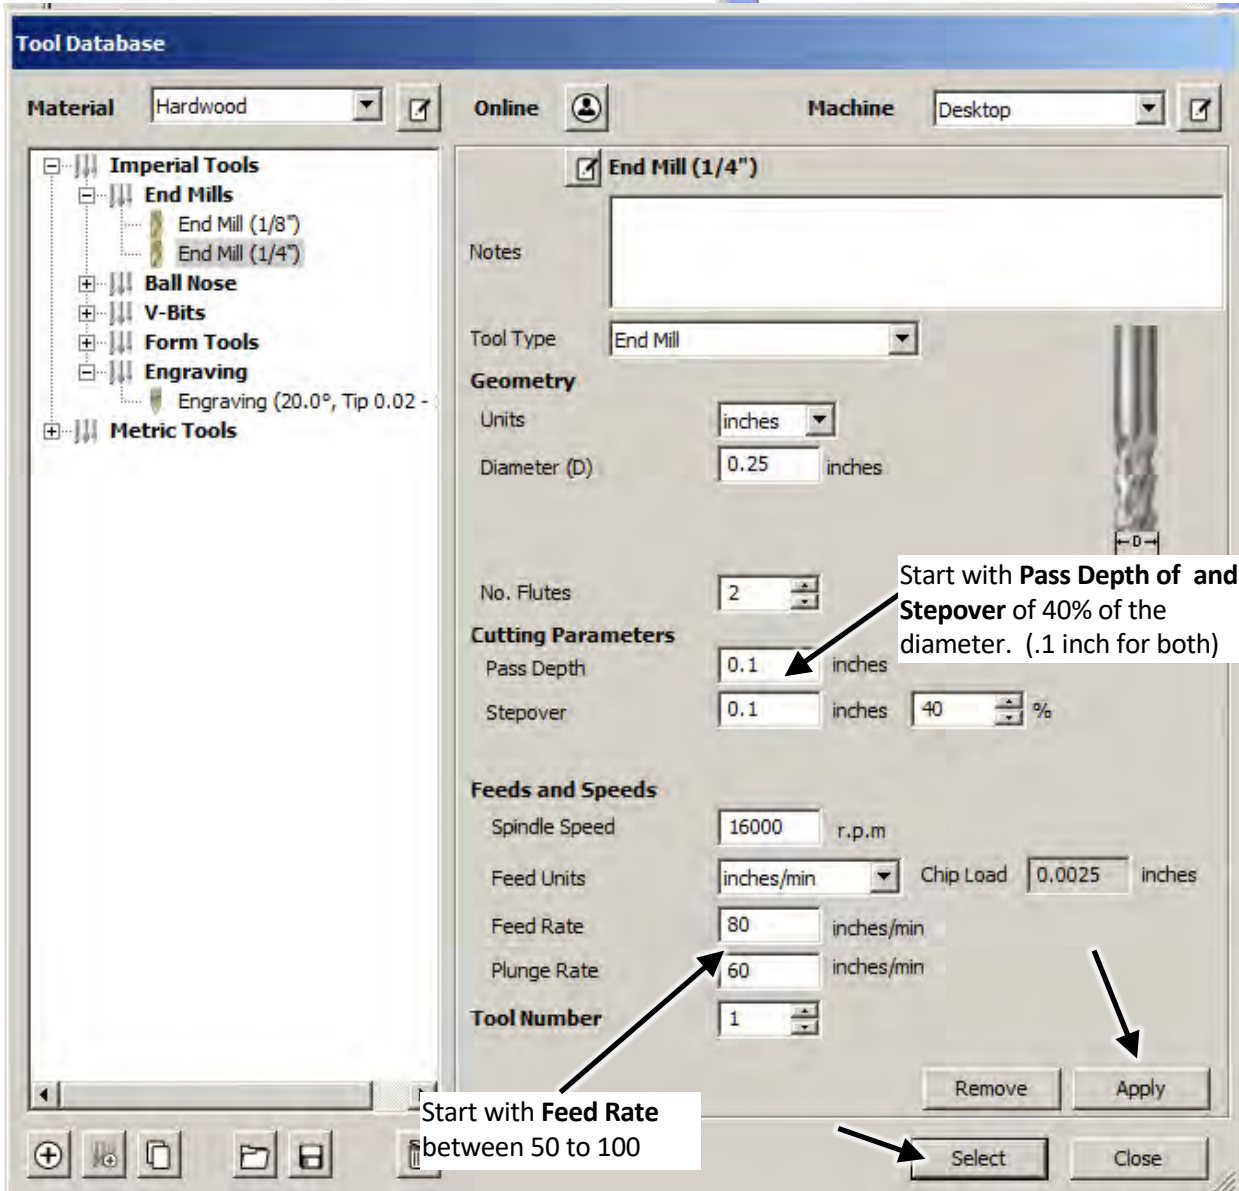 Tool Database
Material Hardwood Online Machine Desktop
Imperial Tools
End Mills
End Mill (1/8")
End Mill (1/4")
Ball Nose
V-Bits
Form Tools
Engraving
Engraving (20.0°, Tip 0.02 -
Metric Tools
End Mill (1/4")
Notes
Tool Type End Mill
Geometry
Units inches
Diameter (D) 0.25 inches
D
No. Flutes 2
Start with Pass Depth of and
Stepover of 40% of the
diameter. (.1 inch for both)
Cutting Parameters
Pass Depth 0.1 inches
Stepover 0.1 inches 40 %
Feeds and Speeds
Spindle Speed 16000 r.p.m
Feed Units inches/min Chip Load 0.0025 inches
Feed Rate 80 inches/min
Plunge Rate 60 inches/min
Tool Number 1
Start with Feed Rate
between 50 to 100
Remove Apply
Select Close